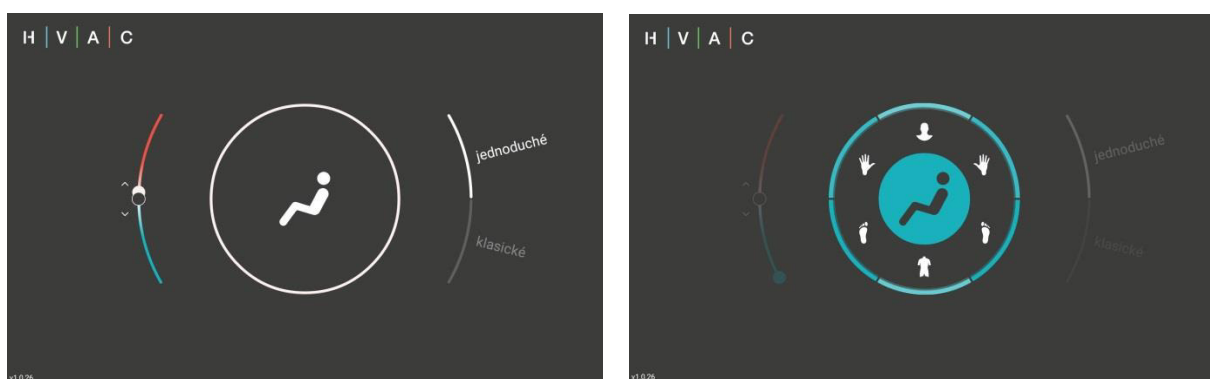 H | V | A | C
jednoduché
klasické
v1.0.26
H | V | A | C
jednoduché
klasické
v1.0.26